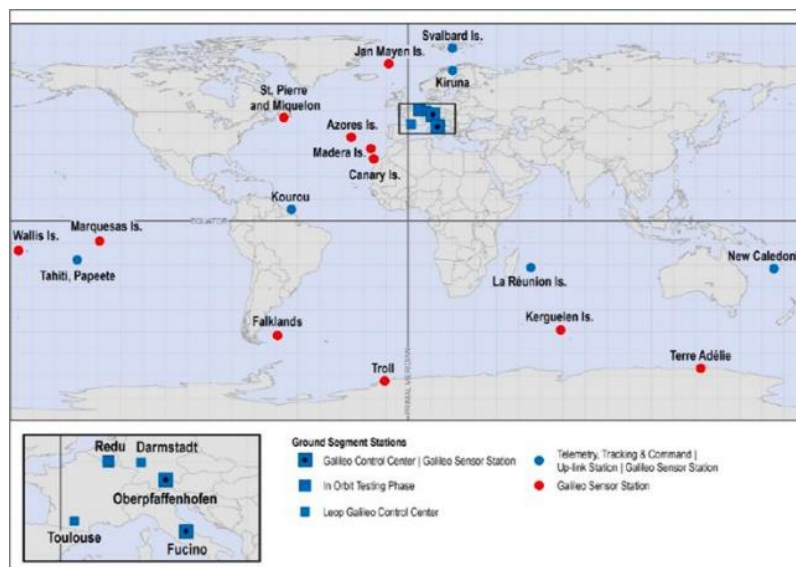 Svalbard Is.
Jan Mayen Is.
Kiruna
St. Pierre
and Miquelon
Azores Is.
Madera Is.
Canary Is.
Kourou
EQUATOR
Marquesas Is.
Wallis Is.
Tahiti, Papeete
New Caledoni
La Réunion Is.
Falklands
Kerguelen Is.
Troll
Terre Adélie
PRIMAL MERIDIAN
Redu
Darmstadt
Oberpfaffenhofen
Toulouse
Fucino
Ground Segment Stations
Galileo Control Center | Galileo Sensor Station
In Orbit Testing Phase
Leop Galileo Control Center
Telemetry, Tracking & Command |
Up-link Station | Galileo Sensor Station
Galileo Sensor Station